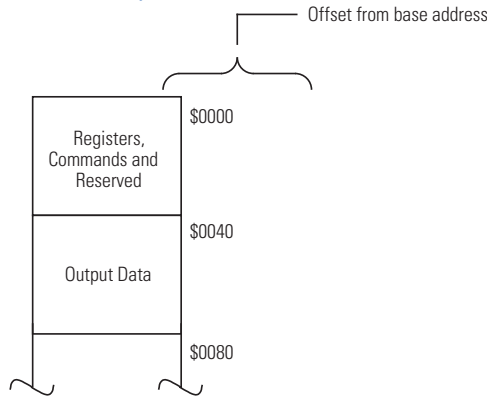 Offset from base address
$0000
Registers,
Commands and
Reserved
$0040
Output Data
$0080